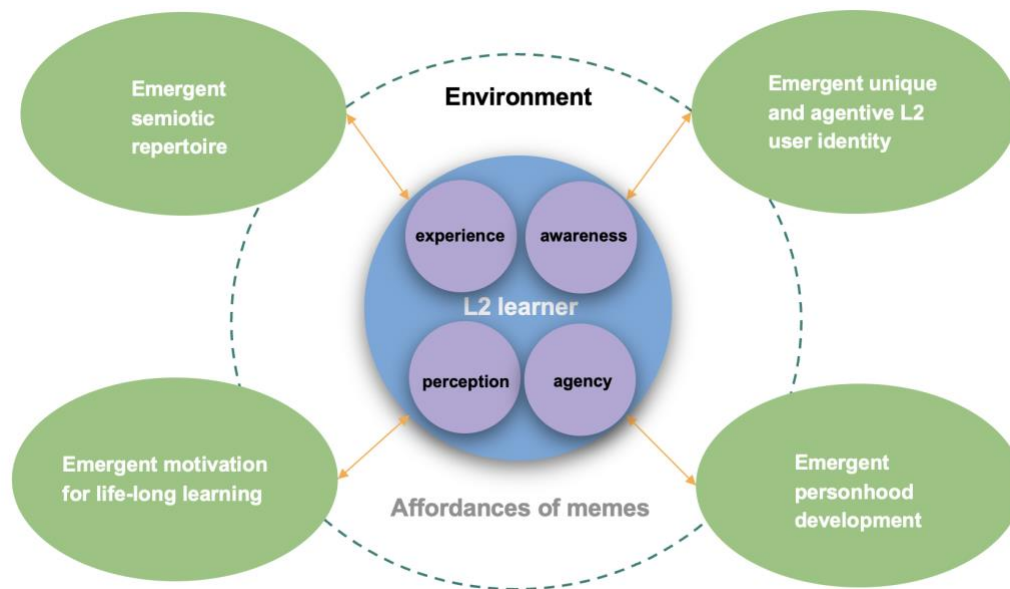 Emergent
semiotic
repertoire
Environment
Emergent unique
and agentive L2
user identity
experience
awareness
L2 learner
perception
agency
Emergent motivation
for life-long learning
Affordances of memes
Emergent
personhood
development